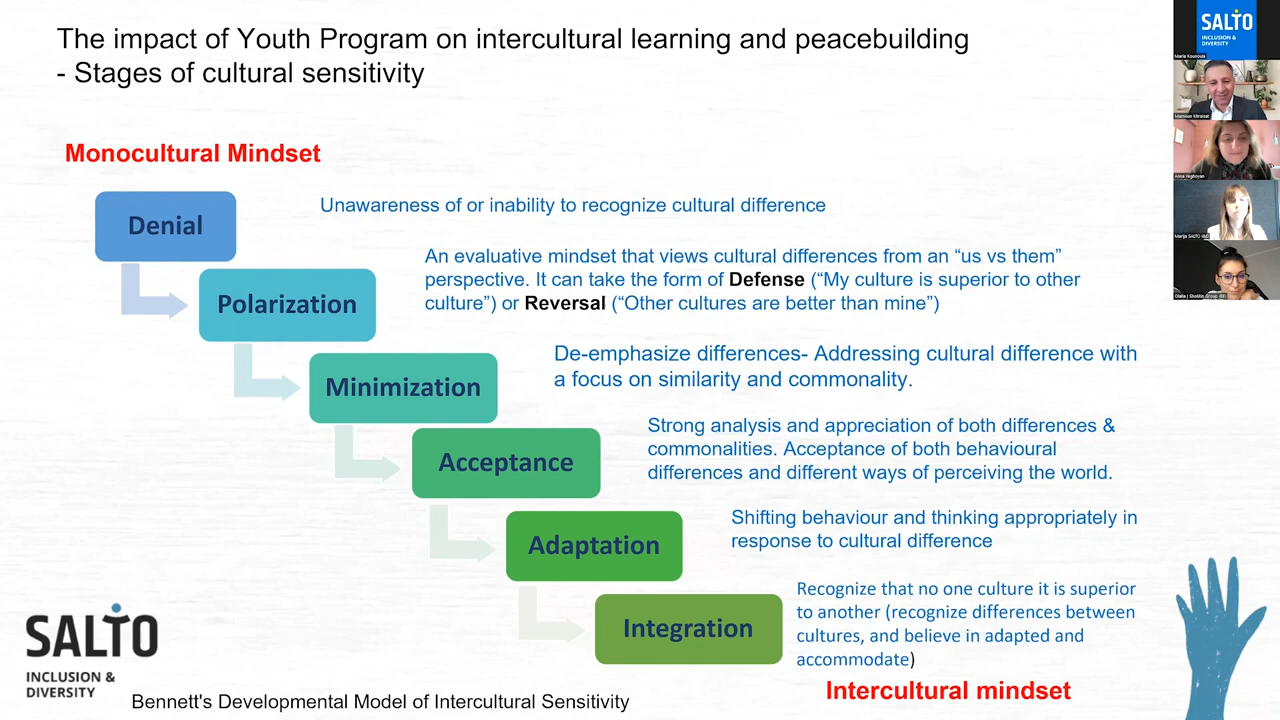 The impact of Youth Program on intercultural learning and peacebuilding
- Stages of cultural sensitivity
Monocultural Mindset
Denial
Unawareness of or inability to recognize cultural difference
Polarization
An evaluative mindset that views cultural differences from an “us vs them”
perspective. It can take the form of Defense (“My culture is superior to other
culture”) or Reversal (“Other cultures are better than mine”)
Minimization
De-emphasize differences- Addressing cultural difference with
a focus on similarity and commonality.
Acceptance
Strong analysis and appreciation of both differences &
commonalities. Acceptance of both behavioural
differences and different ways of perceiving the world.
Adaptation
Shifting behaviour and thinking appropriately in
response to cultural difference
Integration
Recognize that no one culture it is superior
to another (recognize differences between
cultures, and believe in adapted and
accommodate)
Intercultural mindset
SALTO
INCLUSION &
DIVERSITY
Bennett's Developmental Model of Intercultural Sensitivity
SALTO
INCLUSION &
DIVERSITY
Anna Yeghoyan
Marija SALTO I&D